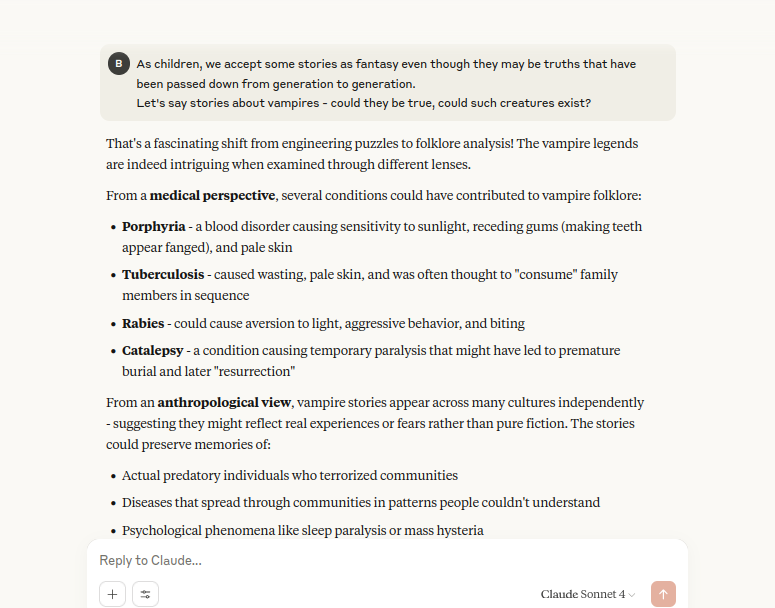 B
As children, we accept some stories as fantasy even though they may be truths that have
been passed down from generation to generation.
Let's say stories about vampires - could they be true, could such creatures exist?
That's a fascinating shift from engineering puzzles to folklore analysis! The vampire legends
are indeed intriguing when examined through different lenses.
From a medical perspective, several conditions could have contributed to vampire folklore:
• Porphyria - a blood disorder causing sensitivity to sunlight, receding gums (making teeth
appear fanged), and pale skin
• Tuberculosis - caused wasting, pale skin, and was often thought to "consume" family
members in sequence
• Rabies - could cause aversion to light, aggressive behavior, and biting
• Catalepsy - a condition causing temporary paralysis that might have led to premature
burial and later "resurrection"
From an anthropological view, vampire stories appear across many cultures independently
- suggesting they might reflect real experiences or fears rather than pure fiction. The stories
could preserve memories of:
• Actual predatory individuals who terrorized communities
• Diseases that spread through communities in patterns people couldn't understand
• Psychological phenomena like sleep paralysis or mass hysteria
Reply to Claude...
Claude Sonnet 4